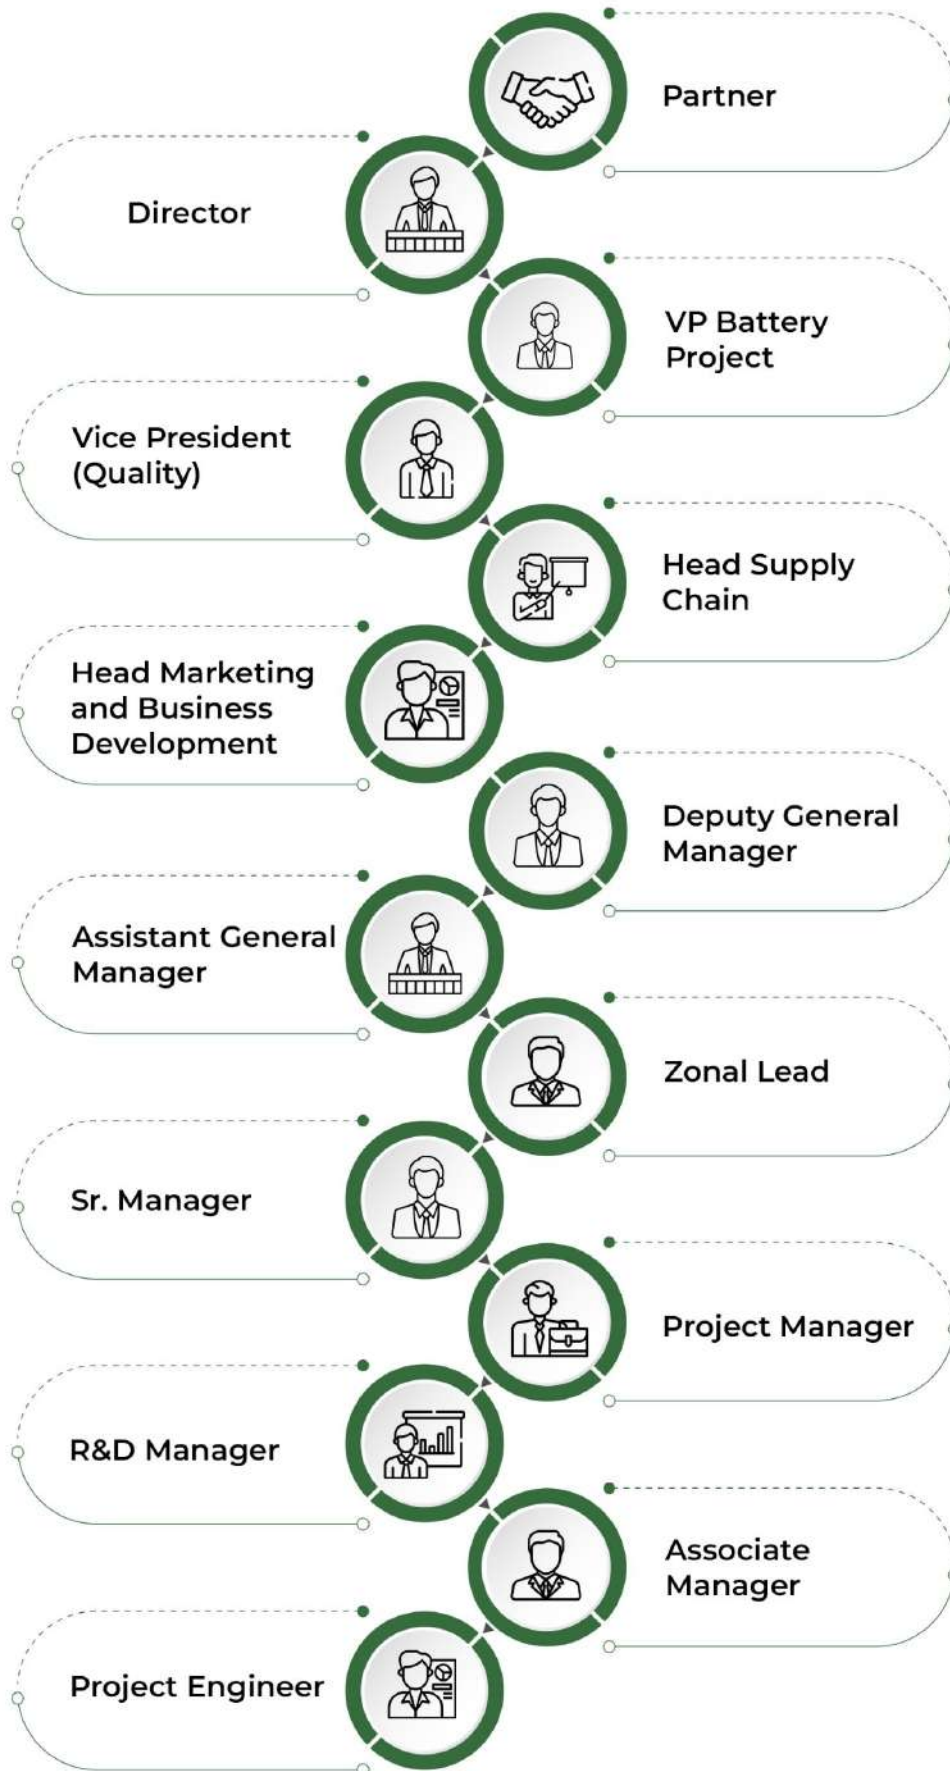 Partner
Director
VP Battery
Project
Vice President
(Quality)
Head Supply
Chain
Head Marketing
and Business
Development
Deputy General
Manager
Assistant General
Manager
Zonal Lead
Sr. Manager
Project Manager
R&D Manager
Associate
Manager
Project Engineer